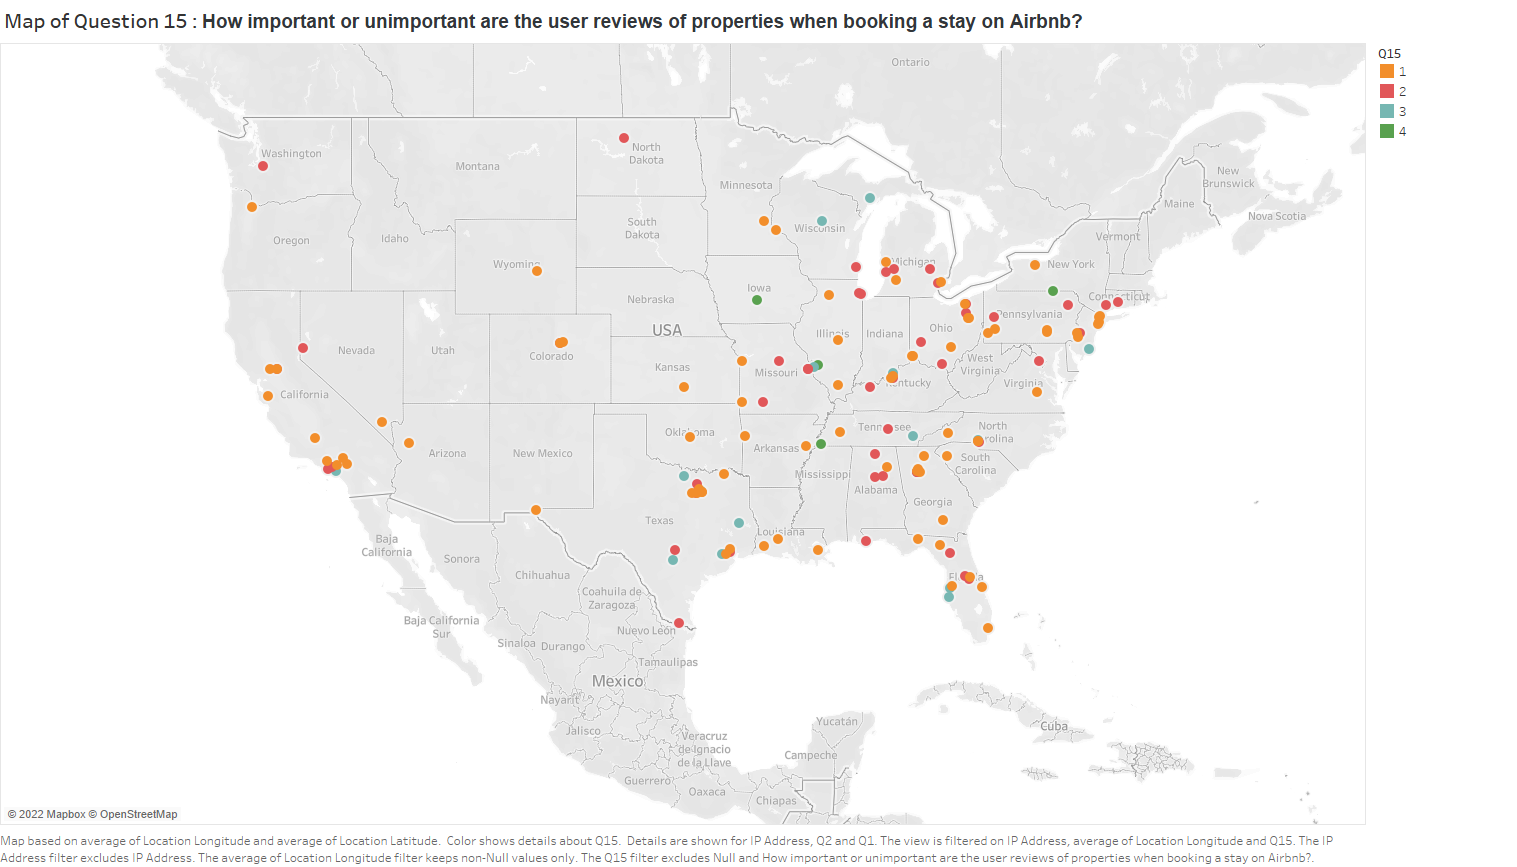 Map of Question 15 : How important or unimportant are the user reviews of properties when booking a stay on Airbnb?
Q15
1
2
3
4
Ontario
Washington
Montana
North
Dakota
Minnesota
New
Brunswick
Maine
Nova Scotia
Oregon
Idaho
South
Dakota
Wisconsin
Vermont
Wyoming
Michigan
New York
Nebraska
Iowa
Connecticut
USA
Pennsylvania
Nevada
Utah
Colorado
Illinois
Indiana
Ohio
Kansas
Missouri
West
Virginia
Kentucky
Virginia
California
Oklahoma
Tennessee
North
Carolina
Arizona
New Mexico
Arkansas
South
Carolina
Mississippi
Alabama
Georgia
Texas
Louisiana
Baja
California
Sonora
Chihuahua
Florida
Coahuila de
Zaragoza
Baja California
Sur
Nuevo León
Sinaloa
Durango
Tamaulipas
Mexico
Nayarit
Jalisco
Veracruz
de Ignacio
de la Llave
Yucatán
Cuba
Campeche
Guerrero
Oaxaca
Chiapas
© 2022 Mapbox © OpenStreetMap
Map based on average of Location Longitude and average of Location Latitude.  Color shows details about Q15.  Details are shown for IP Address, Q2 and Q1. The view is filtered on IP Address, average of Location Longitude and Q15. The IP
Address filter excludes IP Address. The average of Location Longitude filter keeps non-Null values only. The Q15 filter excludes Null and How important or unimportant are the user reviews of properties when booking a stay on Airbnb?.